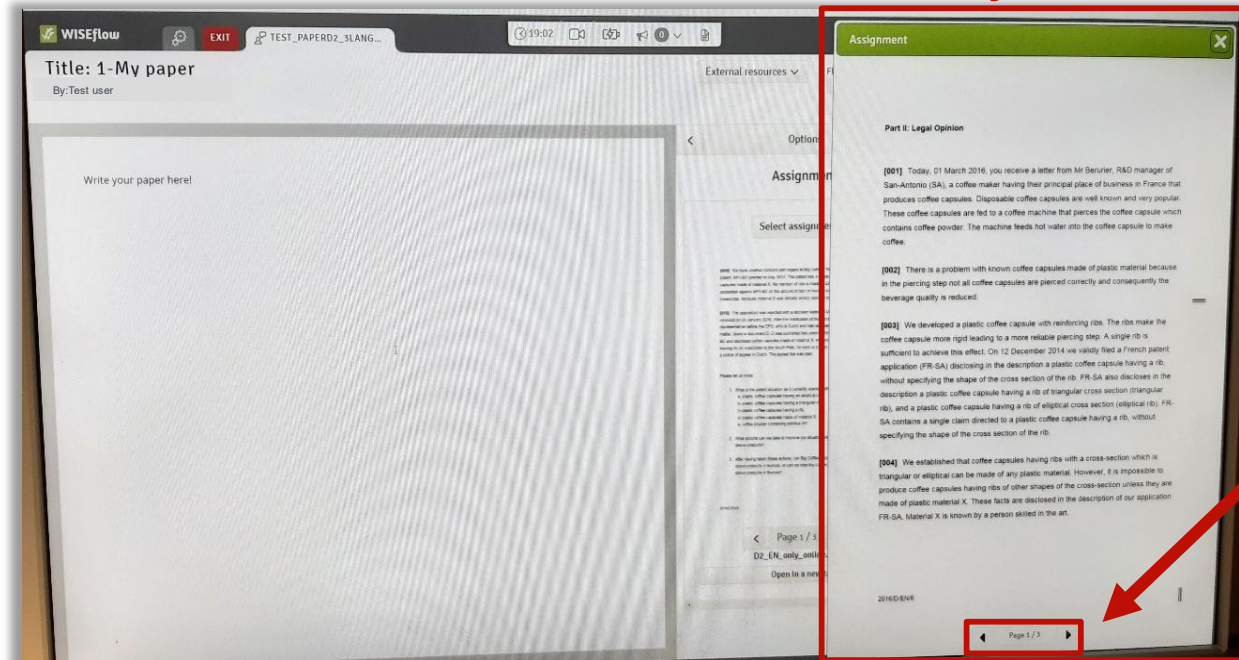 WISEflow
EXIT
TEST_PAPERD2_3LANG...
19:02
0
Title: 1-My paper
By:Test user
External resources
Write your paper here!
Option
Assignmen
Select assignme
Please let us know:
Page 1 / 3
D2_EN_only_onlin
Open in a new
Assignment
Part II: Legal Opinion
[001] Today, 01 March 2016, you receive a letter from Mr Berurier, R&D manager of
San-Antonio (SA), a coffee maker having their principal place of business in France that
produces coffee capsules. Disposable coffee capsules are well known and very popular.
These coffee capsules are fed to a coffee machine that pierces the coffee capsule which
contains coffee powder. The machine feeds hot water into the coffee capsule to make
coffee.
[002] There is a problem with known coffee capsules made of plastic material because
in the piercing step not all coffee capsules are pierced correctly and consequently the
beverage quality is reduced.
[003] We developed a plastic coffee capsule with reinforcing ribs. The ribs make the
coffee capsule more rigid leading to a more reliable piercing step. A single rib is
sufficient to achieve this effect. On 12 December 2014 we validly filed a French patent
application (FR-SA) disclosing in the description a plastic coffee capsule having a rib,
without specifying the shape of the cross section of the rib. FR-SA also discloses in the
description a plastic coffee capsule having a rib of triangular cross section (triangular
rib), and a plastic coffee capsule having a rib of elliptical cross section (elliptical rib). FR-
SA contains a single claim directed to a plastic coffee capsule having a rib, without
specifying the shape of the cross section of the rib.
[004] We established that coffee capsules having ribs with a cross-section which is
triangular or elliptical can be made of any plastic material. However, it is impossible to
produce coffee capsules having ribs of other shapes of the cross-section unless they are
made of plastic material X. These facts are disclosed in the description of our application
FR-SA. Material X is known by a person skilled in the art.
2016/D/EN/6
Page 1 / 3